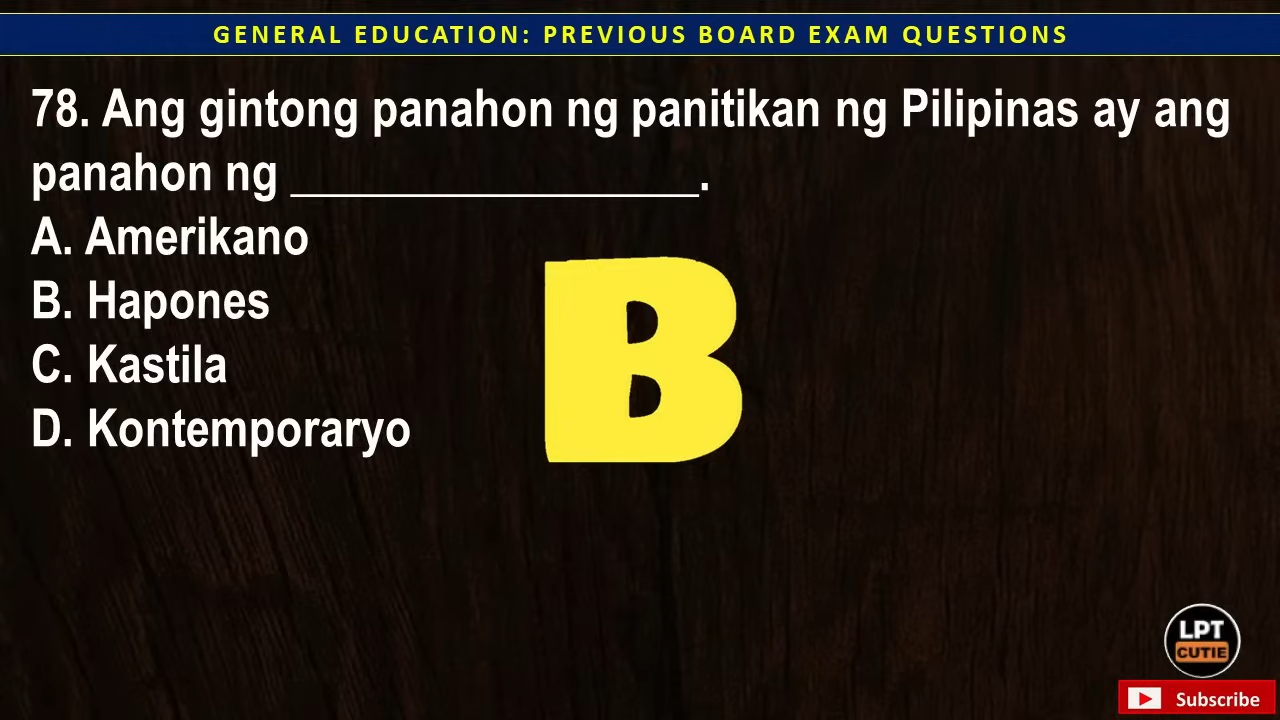 GENERAL EDUCATION: PREVIOUS BOARD EXAM QUESTIONS
78. Ang gintong panahon ng panitikan ng Pilipinas ay ang
panahon ng ________________.
A. Amerikano
B. Hapones
C. Kastila
D. Kontemporaryo
B
LPT
CUTIE
Subscribe